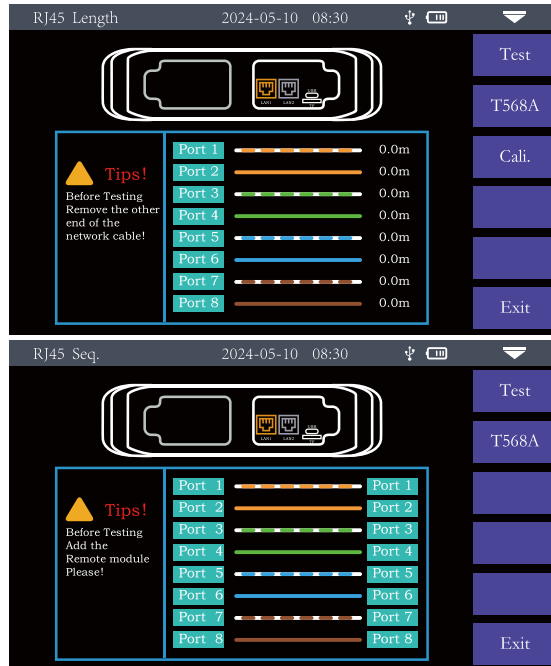 RJ45 Length 2024-05-10 08:30
Test
T568A
Cali.
Exit
USB
LAN1 LAN2
TF
Tips!
Before Testing
Remove the other
end of the
network cable!
Port 1 0.0m
Port 2 0.0m
Port 3 0.0m
Port 4 0.0m
Port 5 0.0m
Port 6 0.0m
Port 7 0.0m
Port 8 0.0m
RJ45 Seq. 2024-05-10 08:30
Test
T568A
Exit
USB
LAN1 LAN2
TF
Tips!
Before Testing
Add the
Remote module
Please!
Port 1 Port 1
Port 2 Port 2
Port 3 Port 3
Port 4 Port 4
Port 5 Port 5
Port 6 Port 6
Port 7 Port 7
Port 8 Port 8